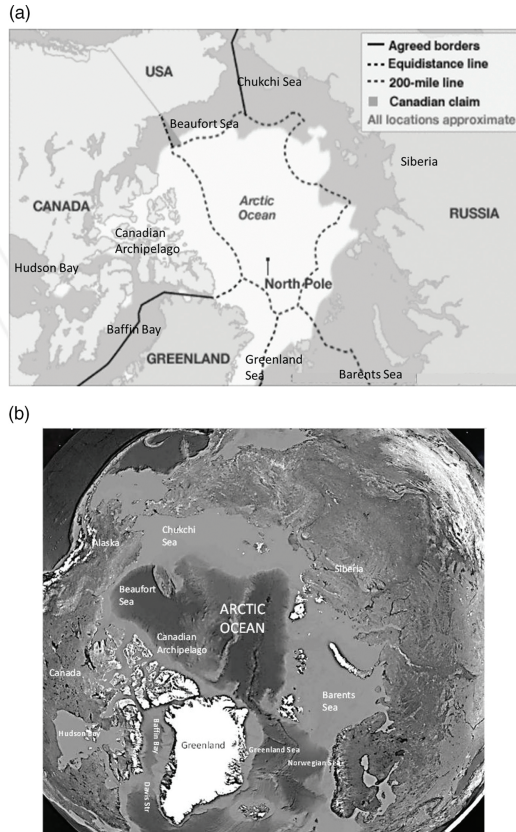 (a)
Agreed borders
Equidistance line
200-mile line
Canadian claim
All locations approximate
USA
Chukchi Sea
Beaufort Sea
Siberia
CANADA
Arctic
Ocean
RUSSIA
Canadian
Archipelago
Hudson Bay
North Pole
Baffin Bay
GREENLAND
Greenland
Sea
Barents Sea
(b)
Chukchi
Sea
Alaska
Siberia
Beaufort
Sea
ARCTIC
OCEAN
Canadian
Archipelago
Canada
Barents
Sea
Hudson Bay
Baffin Bay
Greenland
Greenland Sea
Norwegian Sea
Davis Str